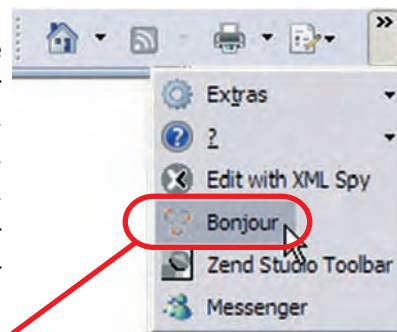 »
Extras
?
Edit with XML Spy
Bonjour
Zend Studio Toolbar
Messenger